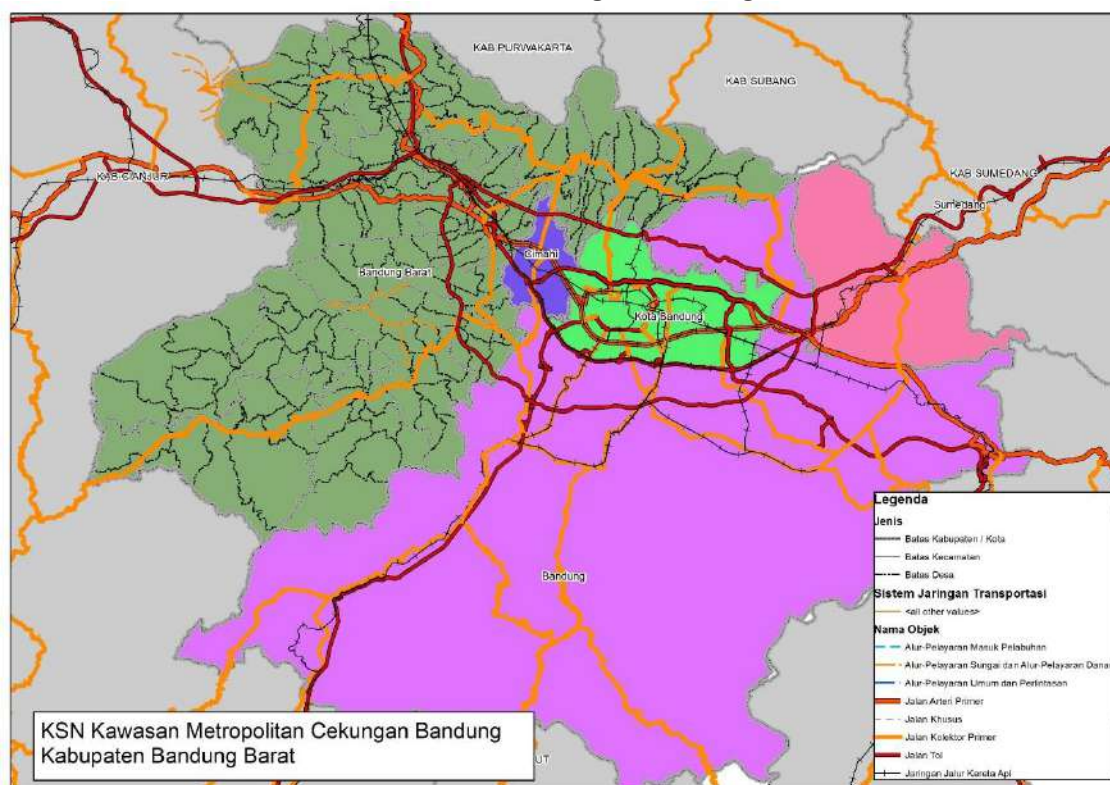 KAB PURWAKARTA
KAB SUBANG
KAB CIANJUR
KAB SUMEDANG
Sumedang
Cimahi
Bandung Barat
Kota Bandung
Bandung
Legenda
Jenis
Batas Kabupaten / Kota
Batas Kecamatan
Batas Desa
Sistem Jaringan Transportasi
<all other values>
Nama Objek
Alur-Pelayaran Masuk Pelabuhan
Alur-Pelayaran Sungai dan Alur-Pelayaran Danau
Alur-Pelayaran Umum dan Perlintasan
Jalan Arteri Primer
Jalan Khusus
Jalan Kolektor Primer
Jalan Tol
Jaringan Jalur Kereta Api
KSN Kawasan Metropolitan Cekungan Bandung
Kabupaten Bandung Barat
UT